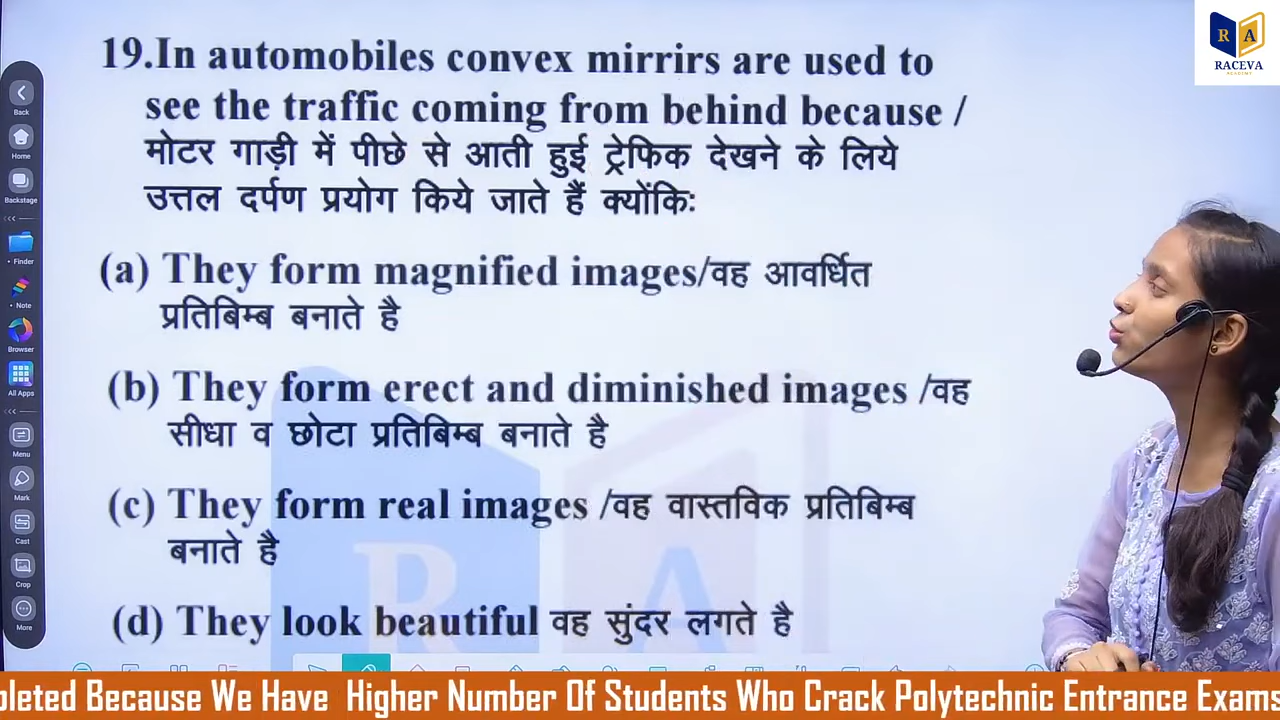 19.In automobiles convex mirrirs are used to
see the traffic coming from behind because /
मोटर गाड़ी में पीछे से आती हुई ट्रेफिक देखने के लिये
उत्तल दर्पण प्रयोग किये जाते हैं क्योंकिः
(a) They form magnified images/वह आवर्धित
प्रतिबिम्ब बनाते है
(b) They form erect and diminished images /वह
सीधा व छोटा प्रतिबिम्ब बनाते है
(c) They form real images /वह वास्तविक प्रतिबिम्ब
बनाते है
(d) They look beautiful वह सुंदर लगते है
R A
RACEVA
ACADEMY
Back
Home
Backstage
Finder
Note
Browser
All Apps
Menu
Mark
Cast
Crop
More
R A
pleted Because We Have Higher Number Of Students Who Crack Polytechnic Entrance Exams